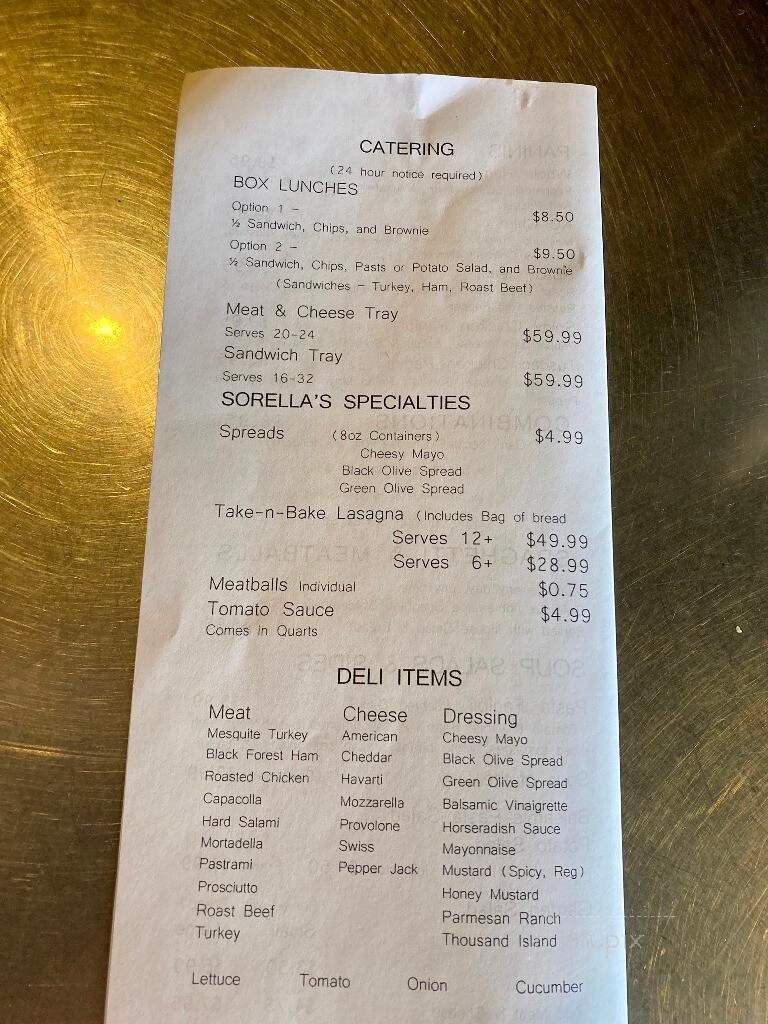 CATERING
(24 hour notice required)
BOX LUNCHES
Option 1 - $8.50
½ Sandwich, Chips, and Brownie
Option 2 - $9.50
½ Sandwich, Chips, Pasts or Potato Salad, and Brownie
(Sandwiches - Turkey, Ham, Roast Beef)
Meat & Cheese Tray
Serves 20-24 $59.99
Sandwich Tray
Serves 16-32 $59.99
SORELLA'S SPECIALTIES
Spreads (8oz Containers) $4.99
Cheesy Mayo
Black Olive Spread
Green Olive Spread
Take-n-Bake Lasagna (Includes Bag of bread
Serves 12+ $49.99
Serves 6+ $28.99
Meatballs Individual $0.75
Tomato Sauce $4.99
Comes in Quarts
DELI ITEMS
Meat Cheese Dressing
Mesquite Turkey American Cheesy Mayo
Black Forest Ham Cheddar Black Olive Spread
Roasted Chicken Havarti Green Olive Spread
Capacolla Mozzarella Balsamic Vinaigrette
Hard Salami Provolone Horseradish Sauce
Mortadella Swiss Mayonnaise
Pastrami Pepper Jack Mustard (Spicy, Reg)
Prosciutto Honey Mustard
Roast Beef Parmesan Ranch
Turkey Thousand Island
Lettuce Tomato Onion Cucumber